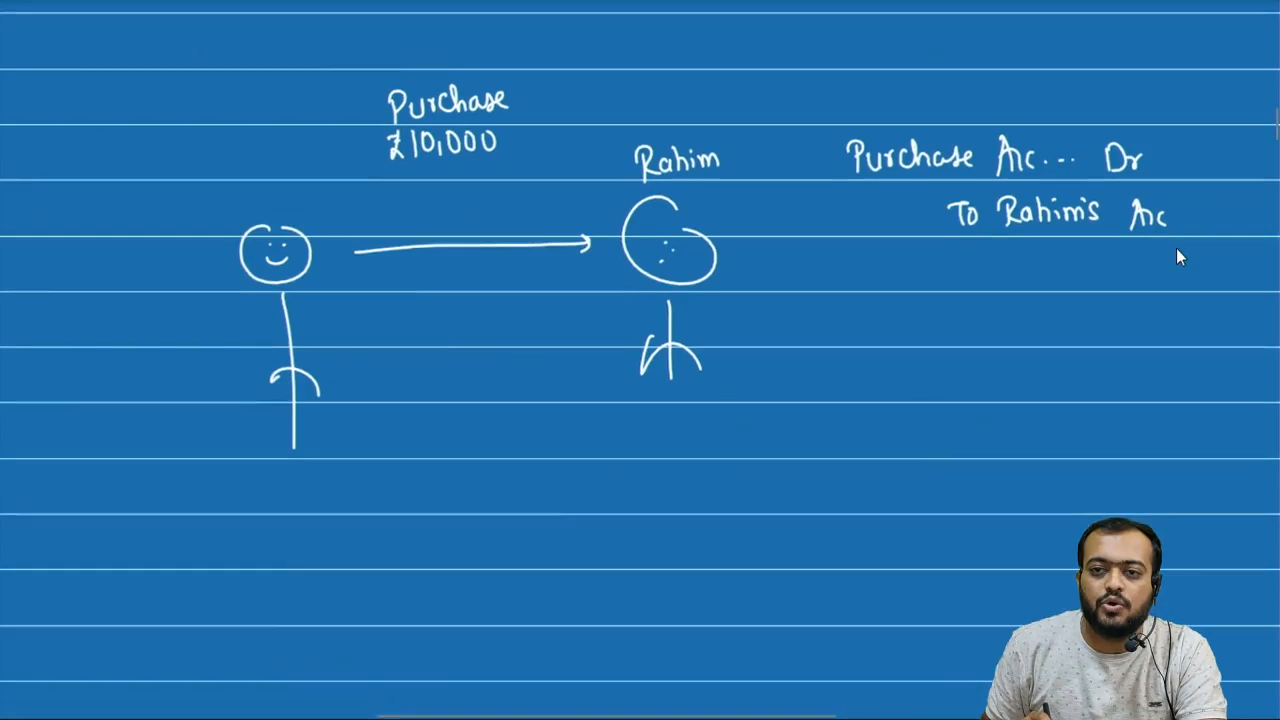 Purchase
₹10,000
Rahim
Purchase A/c... Dr
To Rahim's A/c